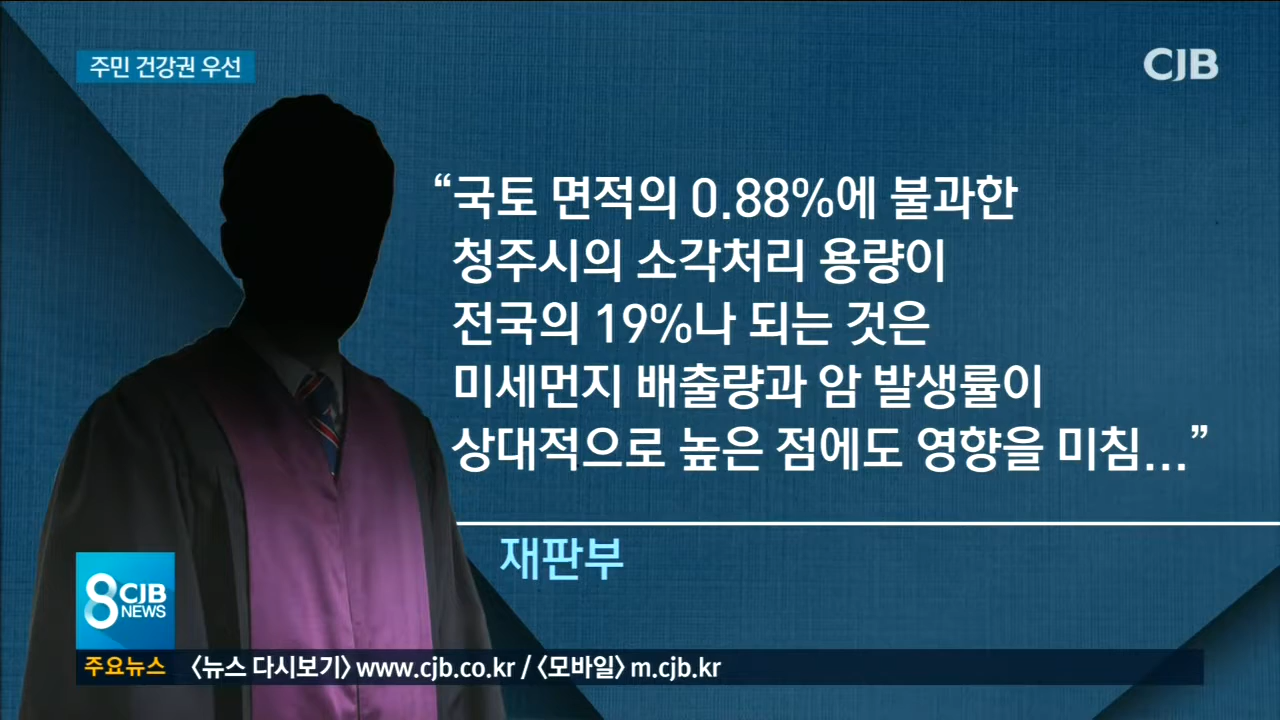 주민 건강권 우선
CJB
“국토 면적의 0.88%에 불과한
청주시의 소각처리 용량이
전국의 19%나 되는 것은
미세먼지 배출량과 암 발생률이
상대적으로 높은 점에도 영향을 미침...”
재판부
8 CJB
NEWS
주요뉴스 〈뉴스 다시보기〉 www.cjb.co.kr / 〈모바일〉 m.cjb.kr